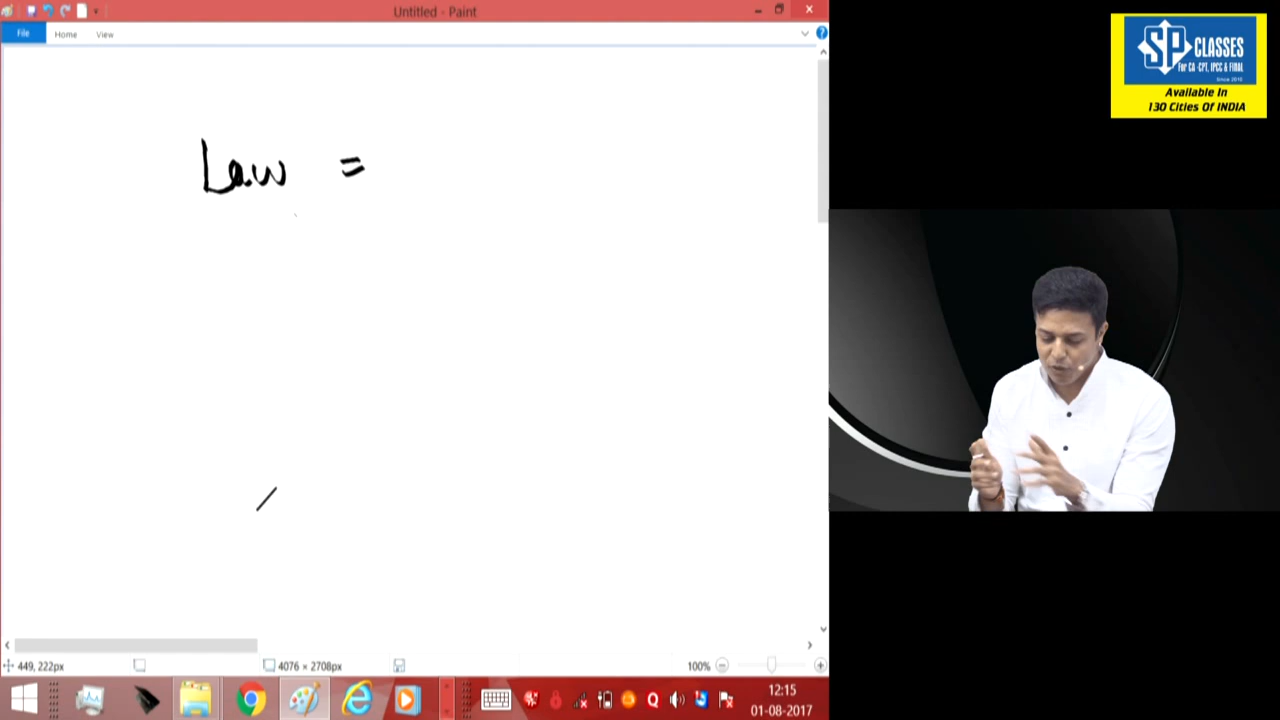 Untitled - Paint
File Home View
SP CLASSES
For CA -CPT, IPCC & FINAL
Since 2010
Available In
130 Cities Of INDIA
Law =
449, 222px
4076 × 2708px
100%
12:15
01-08-2017